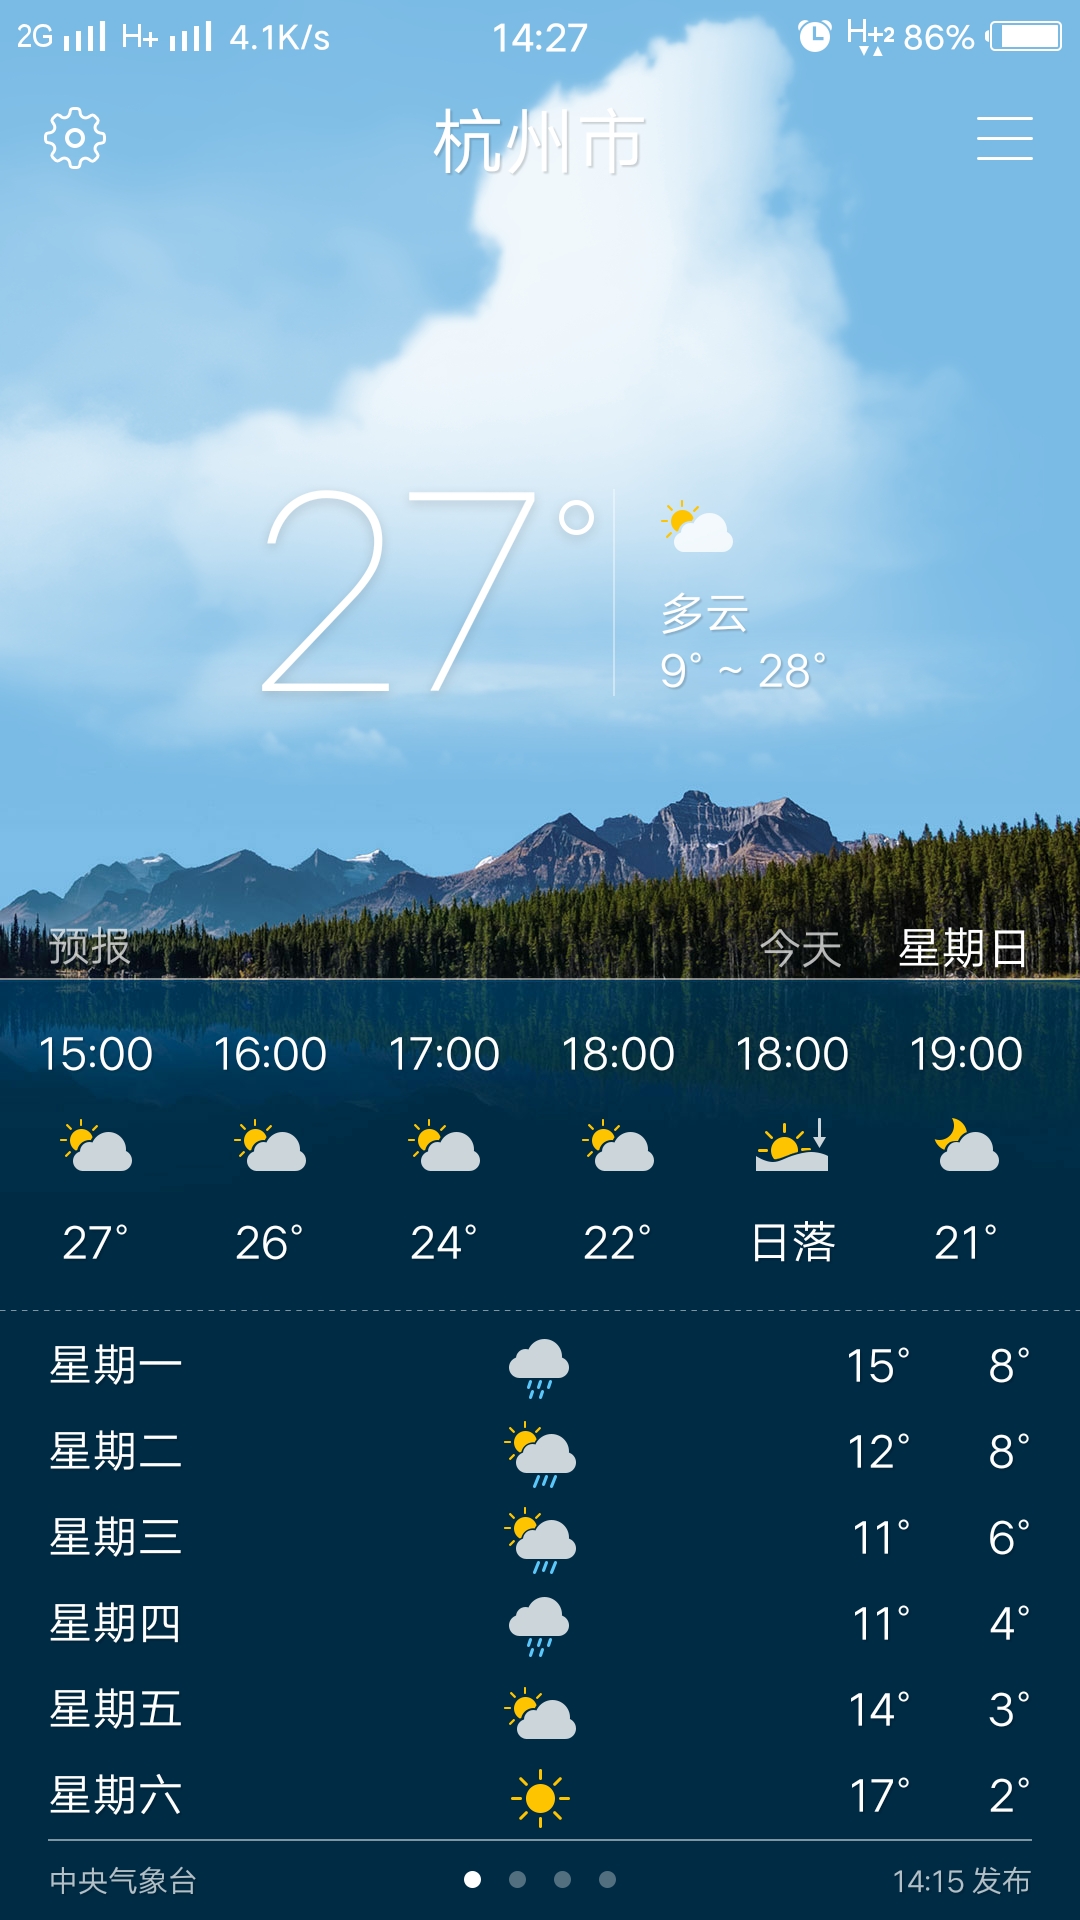 2G H+ 4.1K/s 14:27 H+2 86%
杭州市
27°
多云
9° ~ 28°
预报 今天 星期日
15:00 16:00 17:00 18:00 18:00 19:00
27° 26° 24° 22° 日落 21°
星期一 15° 8°
星期二 12° 8°
星期三 11° 6°
星期四 11° 4°
星期五 14° 3°
星期六 17° 2°
中央气象台 14:15 发布